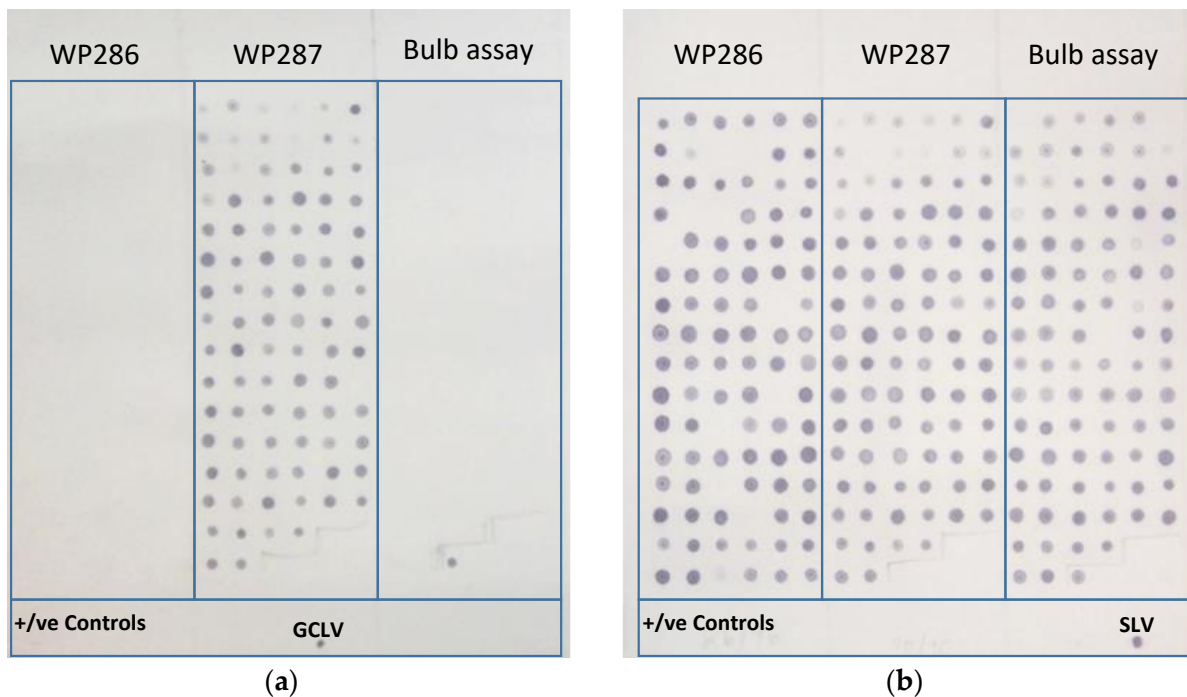 WP286 WP287 Bulb assay
+/ve Controls GCLV
(a)
WP286 WP287 Bulb assay
+/ve Controls SLV
(b)